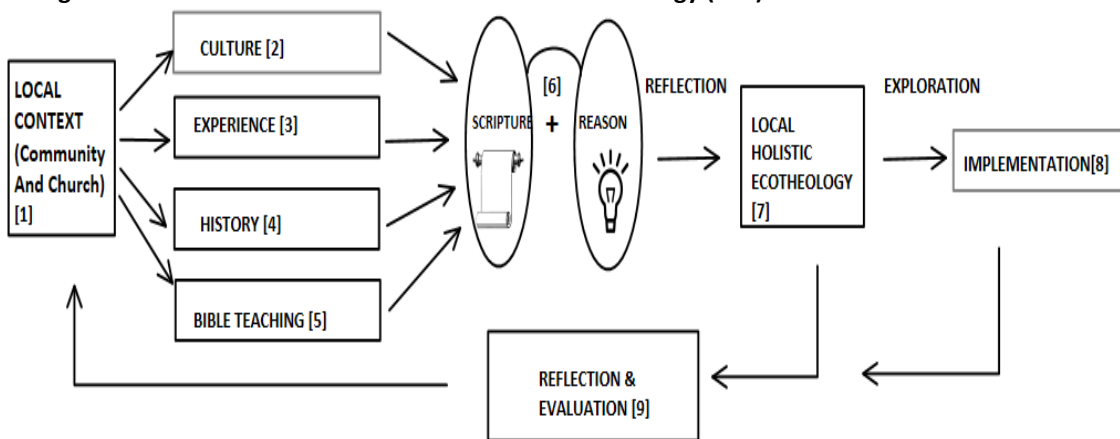 CULTURE [2]
LOCAL
CONTEXT
(Community
And Church)
[1]
EXPERIENCE [3]
HISTORY [4]
BIBLE TEACHING [5]
SCRIPTURE
[6]
+
REASON
REFLECTION
LOCAL
HOLISTIC
ECOTHEOLOGY
[7]
EXPLORATION
IMPLEMENTATION[8]
REFLECTION &
EVALUATION [9]